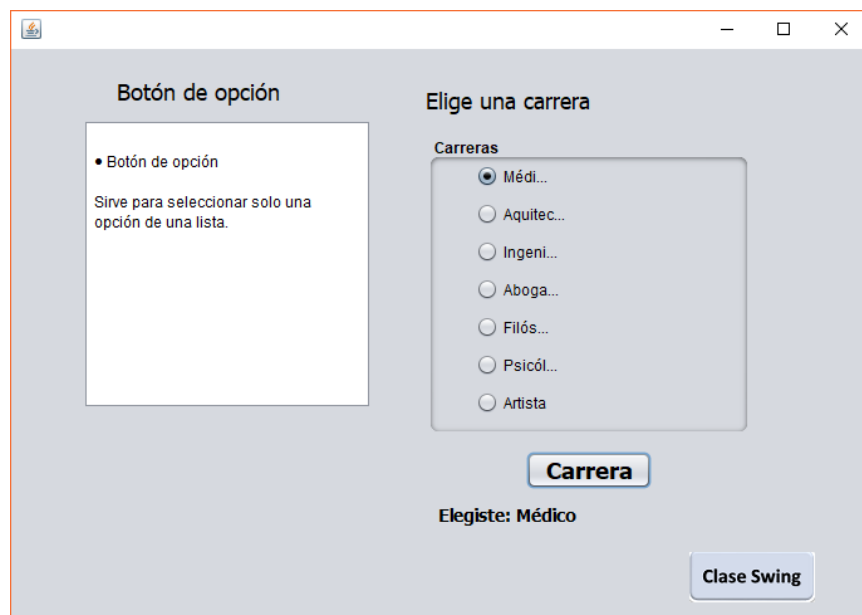 Botón de opción
• Botón de opción
Sirve para seleccionar solo una
opción de una lista.
Elige una carrera
Carreras
Médi...
Aquitec...
Ingeni...
Aboga...
Filós...
Psicól...
Artista
Carrera
Elegiste: Médico
Clase Swing